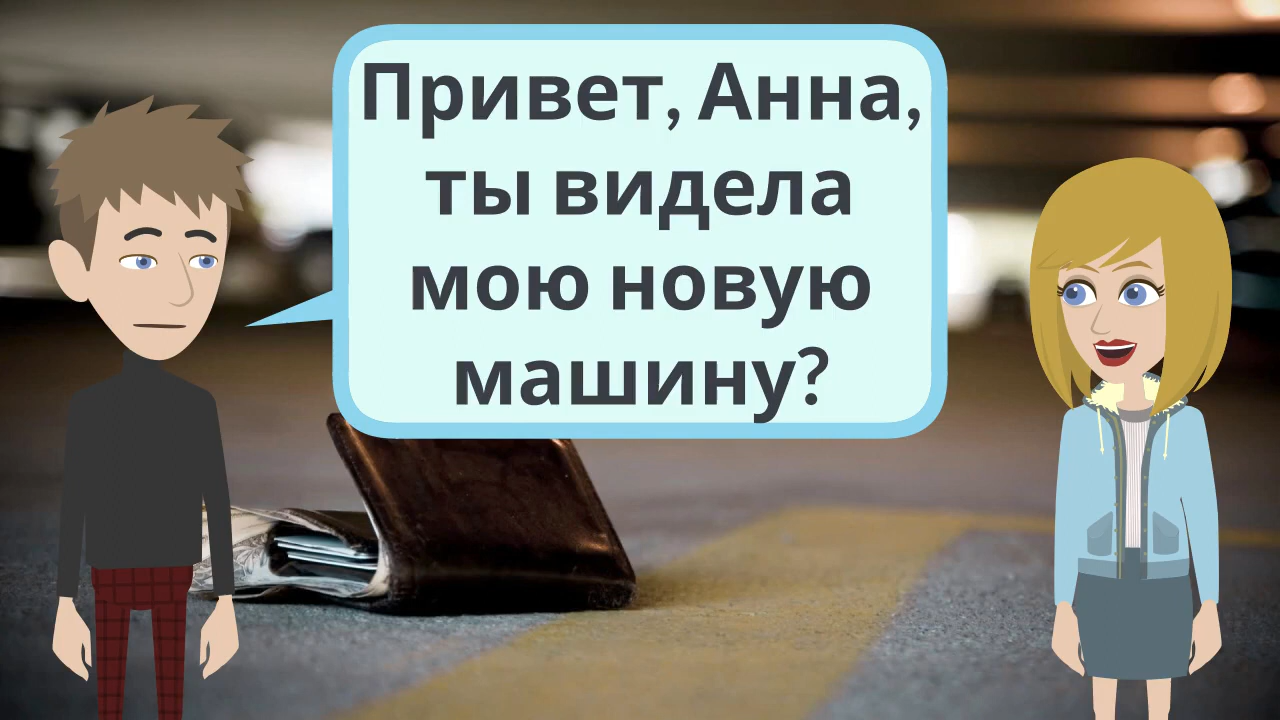 Привет, Анна,
ты видела
мою новую
машину?